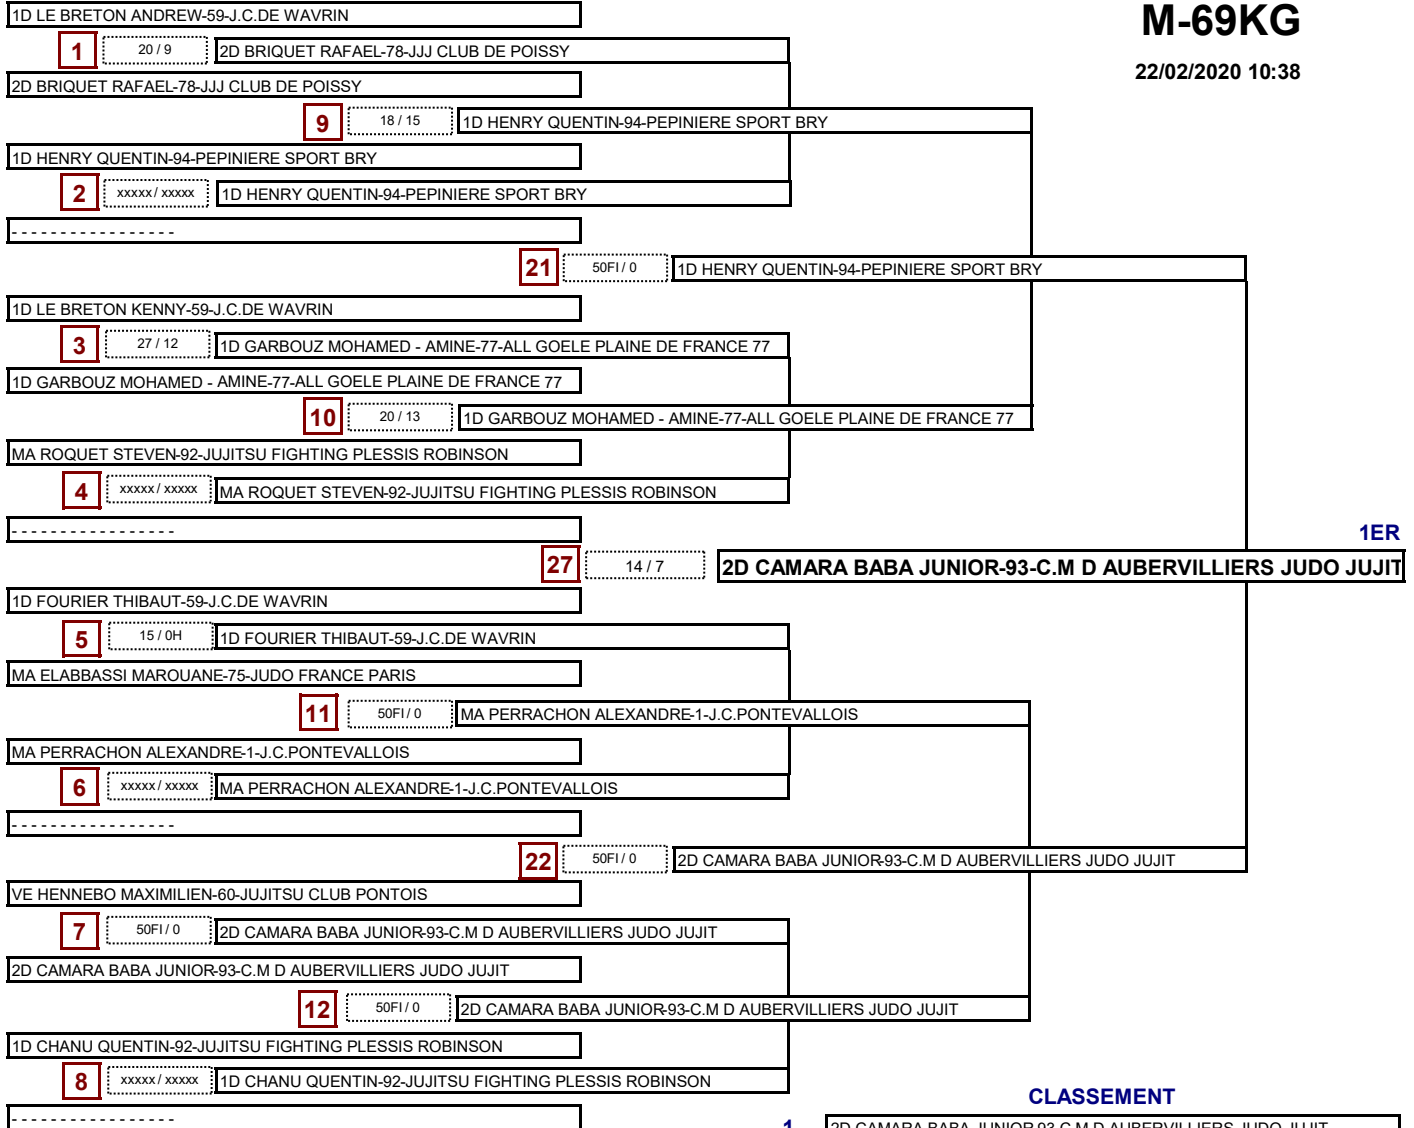 M-69KG
22/02/2020 10:38
1D LE BRETON ANDREW-59-J.C.DE WAVRIN
1 20 / 9 2D BRIQUET RAFAEL-78-JJJ CLUB DE POISSY
2D BRIQUET RAFAEL-78-JJJ CLUB DE POISSY
9 18 / 15 1D HENRY QUENTIN-94-PEPINIERE SPORT BRY
1D HENRY QUENTIN-94-PEPINIERE SPORT BRY
2 xxxxx / xxxxx 1D HENRY QUENTIN-94-PEPINIERE SPORT BRY
- - - - - - - - - - - - - - - - -
21 50FI / 0 1D HENRY QUENTIN-94-PEPINIERE SPORT BRY
1D LE BRETON KENNY-59-J.C.DE WAVRIN
3 27 / 12 1D GARBOUZ MOHAMED - AMINE-77-ALL GOELE PLAINE DE FRANCE 77
1D GARBOUZ MOHAMED - AMINE-77-ALL GOELE PLAINE DE FRANCE 77
10 20 / 13 1D GARBOUZ MOHAMED - AMINE-77-ALL GOELE PLAINE DE FRANCE 77
MA ROQUET STEVEN-92-JUJITSU FIGHTING PLESSIS ROBINSON
4 xxxxx / xxxxx MA ROQUET STEVEN-92-JUJITSU FIGHTING PLESSIS ROBINSON
- - - - - - - - - - - - - - - - -
1ER
27 14 / 7 2D CAMARA BABA JUNIOR-93-C.M D AUBERVILLIERS JUDO JUJIT
1D FOURIER THIBAUT-59-J.C.DE WAVRIN
5 15 / 0H 1D FOURIER THIBAUT-59-J.C.DE WAVRIN
MA ELABBASSI MAROUANE-75-JUDO FRANCE PARIS
11 50FI / 0 MA PERRACHON ALEXANDRE-1-J.C.PONTEVALLOIS
MA PERRACHON ALEXANDRE-1-J.C.PONTEVALLOIS
6 xxxxx / xxxxx MA PERRACHON ALEXANDRE-1-J.C.PONTEVALLOIS
- - - - - - - - - - - - - - - - -
22 50FI / 0 2D CAMARA BABA JUNIOR-93-C.M D AUBERVILLIERS JUDO JUJIT
VE HENNEBO MAXIMILIEN-60-JUJITSU CLUB PONTOIS
7 50FI / 0 2D CAMARA BABA JUNIOR-93-C.M D AUBERVILLIERS JUDO JUJIT
2D CAMARA BABA JUNIOR-93-C.M D AUBERVILLIERS JUDO JUJIT
12 50FI / 0 2D CAMARA BABA JUNIOR-93-C.M D AUBERVILLIERS JUDO JUJIT
1D CHANU QUENTIN-92-JUJITSU FIGHTING PLESSIS ROBINSON
8 xxxxx / xxxxx 1D CHANU QUENTIN-92-JUJITSU FIGHTING PLESSIS ROBINSON
CLASSEMENT
- - - - - - - - - - - - - - - - -
1 2D CAMARA BABA JUNIOR-93-C.M D AUBERVILLIERS JUDO JUJIT